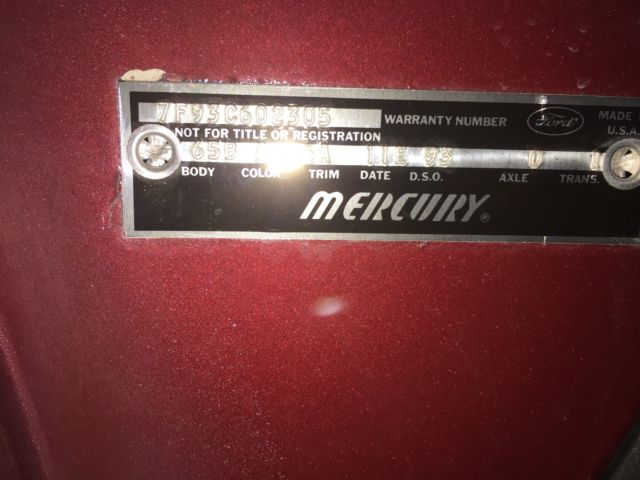 7F93C602305 WARRANTY NUMBER Ford MADE
NOT FOR TITLE OR REGISTRATION U.S.A.
65B A 11E 93 0 1
BODY COLOR TRIM DATE D.S.O. AXLE TRANS.
MERCURY®